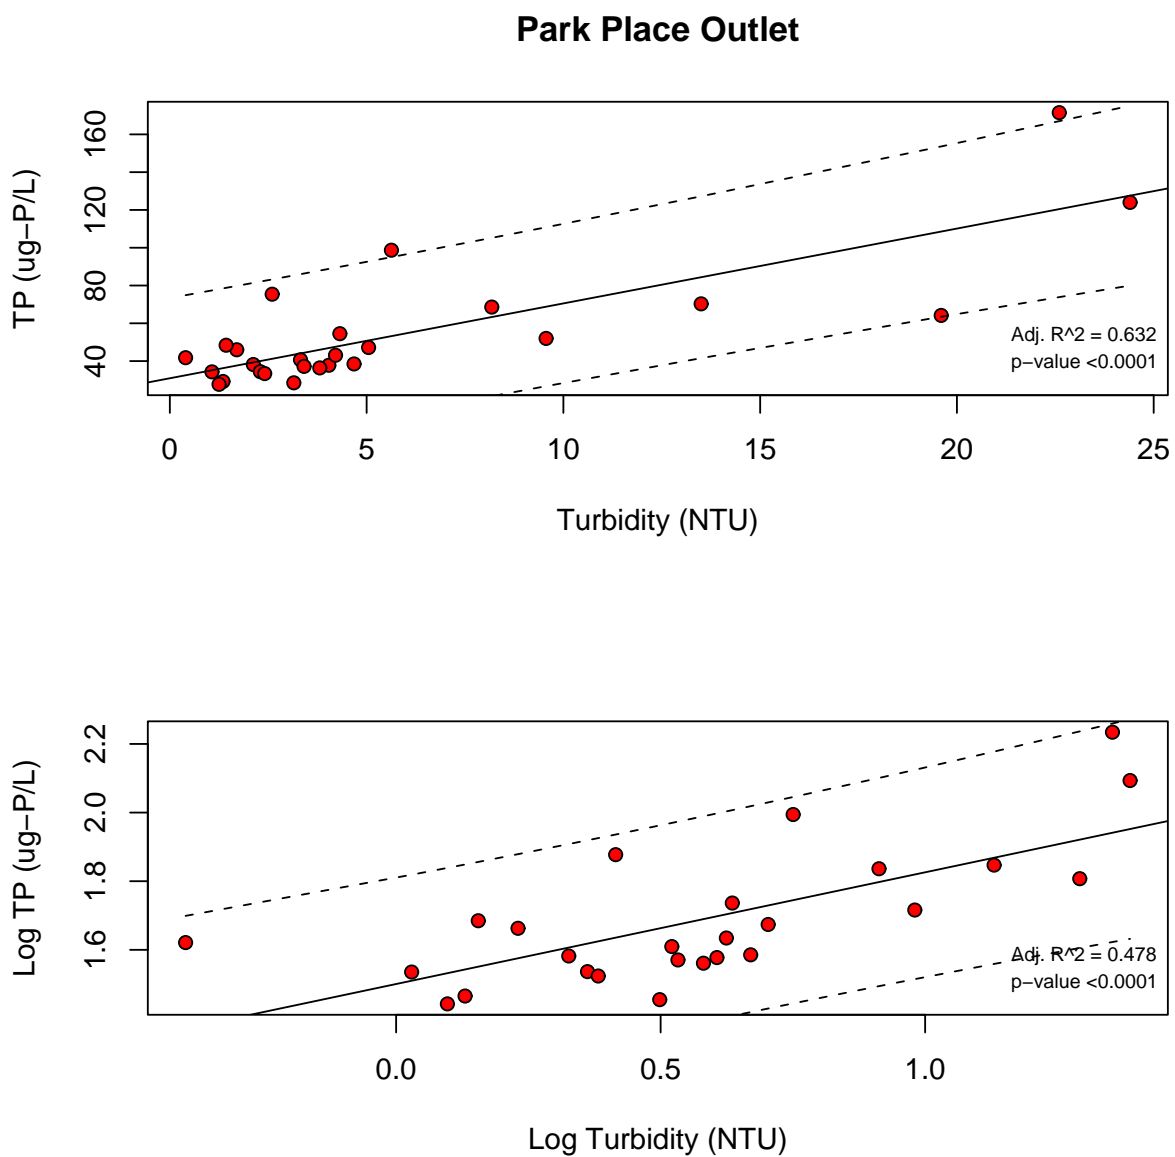 Park Place Outlet
TP (ug−P/L)
160
120
80
40
Adj. R^2 = 0.632
p−value <0.0001
0 5 10 15 20 25
Turbidity (NTU)
Log TP (ug−P/L)
2.2
2.0
1.8
1.6
Adj. R^2 = 0.478
p−value <0.0001
0.0 0.5 1.0
Log Turbidity (NTU)